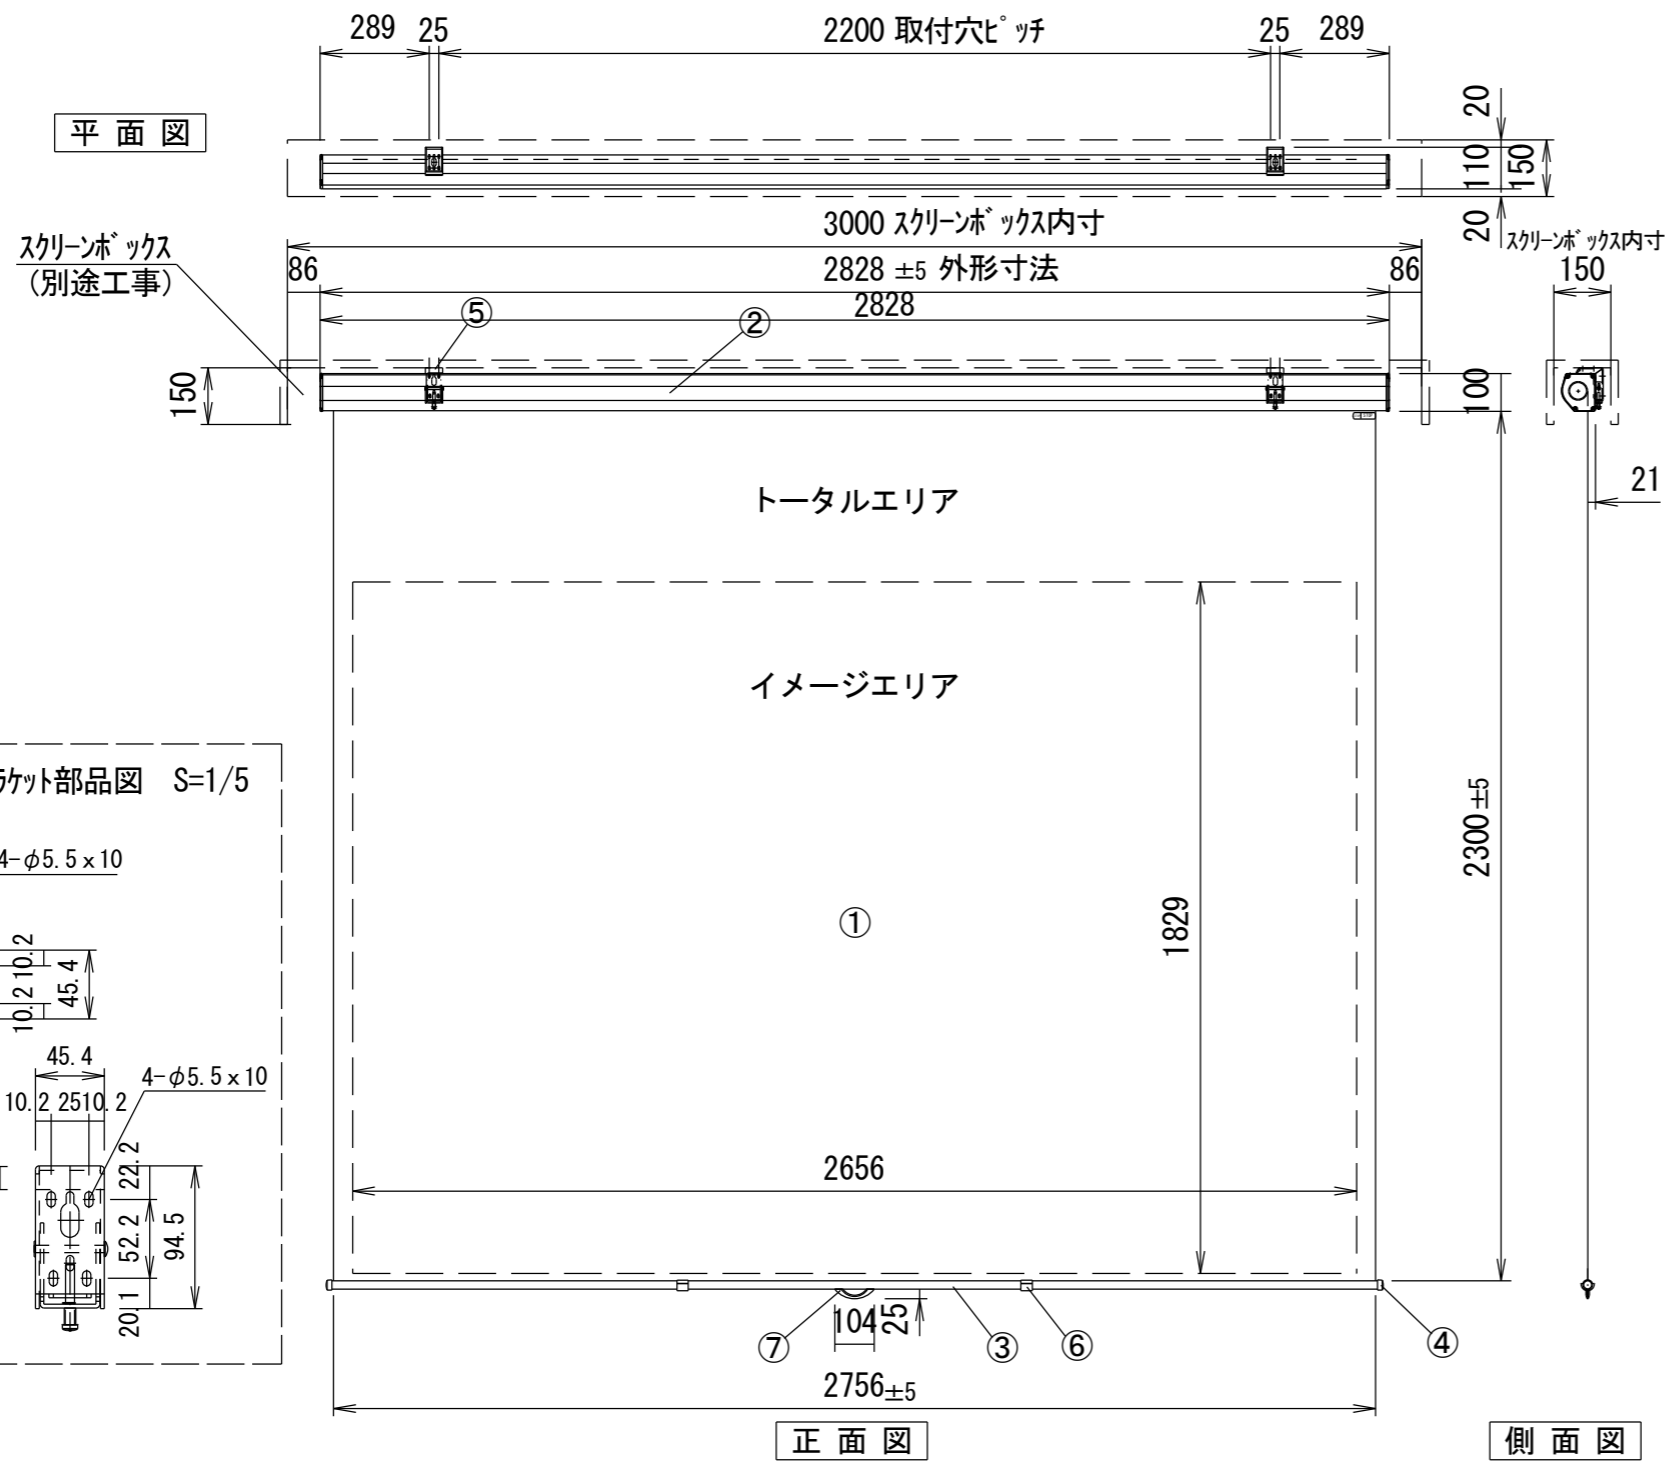 289 25 2200 取付穴ピッチ 25 289
平面図
20
110
150
20
3000 スクリーンボックス内寸
スクリーンボックス
(別途工事)
スクリーンボックス内寸
86 2828 ±5 外形寸法 86
150
2828
⑤ ②
150
100
21
トータルエリア
イメージエリア
ラケット部品図 S=1/5
4-φ5.5×10
10.2
10.2
45.4
2300±5
1829
①
45.4
4-φ5.5×10
10.2 25 10.2
22.2
52.2
94.5
20.1
2656
104 25
⑦ ③ ⑥ ④
2756±5
正面図
側面図